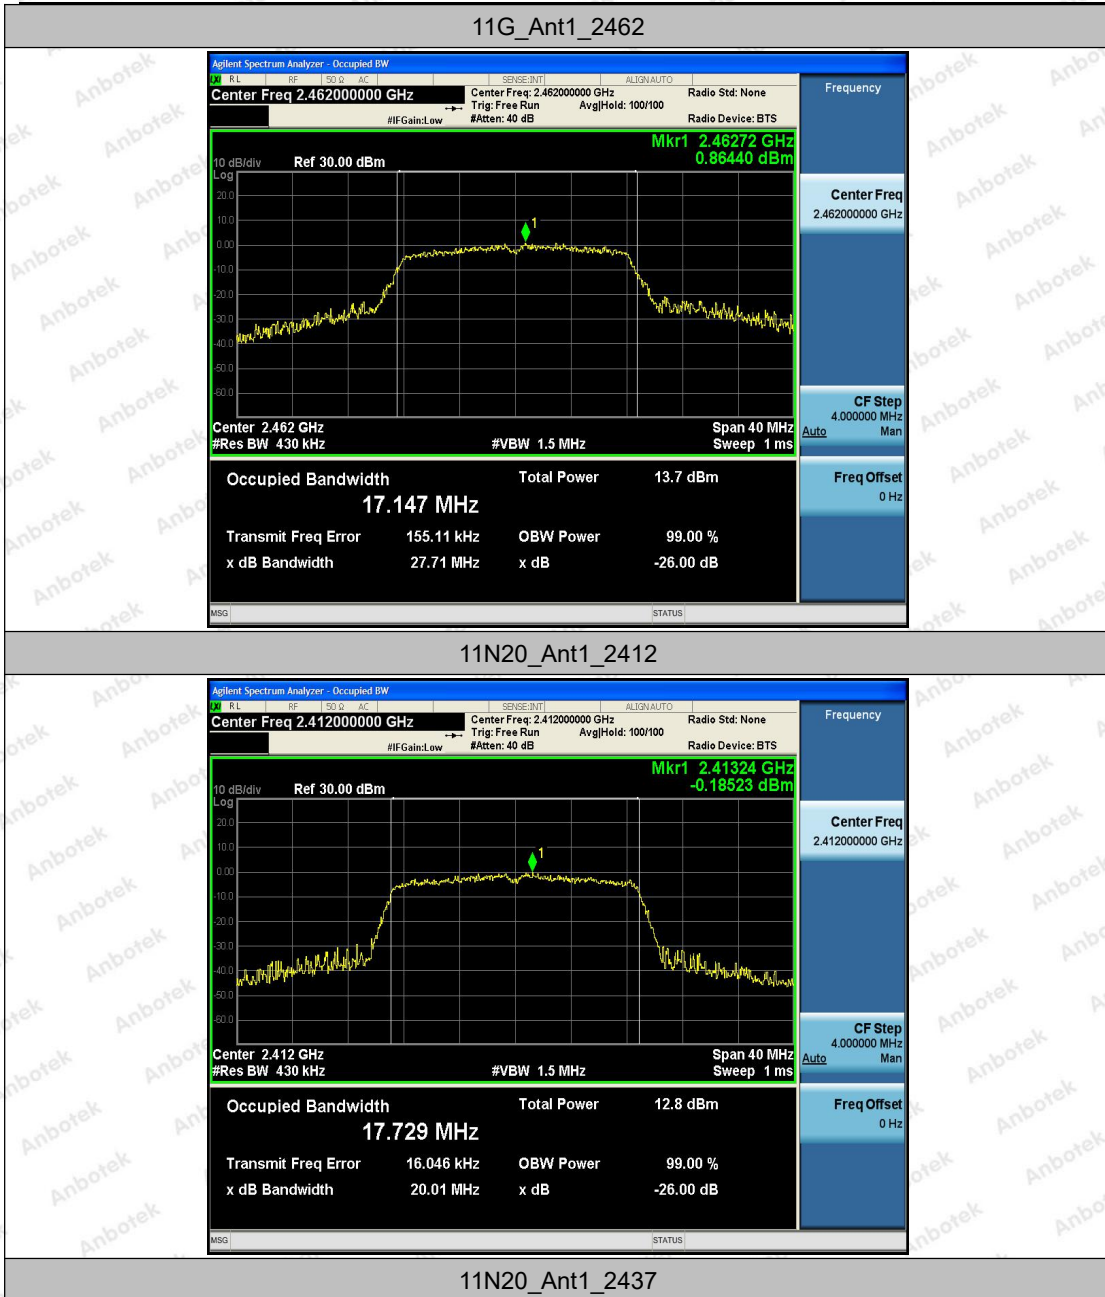 11G_Ant1_2462
Agilent Spectrum Analyzer - Occupied BW
LXI RL RF 50 Ω AC SENSE:INT ALIGNAUTO
Center Freq 2.462000000 GHz
Center Freq: 2.462000000 GHz Radio Std: None
Trig: Free Run Avg|Hold: 100/100
#IFGain:Low #Atten: 40 dB Radio Device: BTS
Frequency
Mkr1 2.46272 GHz
0.86440 dBm
10 dB/div Ref 30.00 dBm
Log
20.0
10.0
0.00
-10.0
-20.0
-30.0
-40.0
-50.0
-60.0
1
Center 2.462 GHz Span 40 MHz
#Res BW 430 kHz #VBW 1.5 MHz Sweep 1 ms
Center Freq
2.462000000 GHz
CF Step
4.000000 MHz
Auto Man
Freq Offset
0 Hz
Occupied Bandwidth Total Power 13.7 dBm
17.147 MHz
Transmit Freq Error 155.11 kHz OBW Power 99.00 %
x dB Bandwidth 27.71 MHz x dB -26.00 dB
MSG STATUS
11N20_Ant1_2412
Agilent Spectrum Analyzer - Occupied BW
LXI RL RF 50 Ω AC SENSE:INT ALIGNAUTO
Center Freq 2.412000000 GHz
Center Freq: 2.412000000 GHz Radio Std: None
Trig: Free Run Avg|Hold: 100/100
#IFGain:Low #Atten: 40 dB Radio Device: BTS
Frequency
Mkr1 2.41324 GHz
-0.18523 dBm
10 dB/div Ref 30.00 dBm
Log
20.0
10.0
0.00
-10.0
-20.0
-30.0
-40.0
-50.0
-60.0
1
Center 2.412 GHz Span 40 MHz
#Res BW 430 kHz #VBW 1.5 MHz Sweep 1 ms
Center Freq
2.412000000 GHz
CF Step
4.000000 MHz
Auto Man
Freq Offset
0 Hz
Occupied Bandwidth Total Power 12.8 dBm
17.729 MHz
Transmit Freq Error 16.046 kHz OBW Power 99.00 %
x dB Bandwidth 20.01 MHz x dB -26.00 dB
MSG STATUS
11N20_Ant1_2437
Anbotek